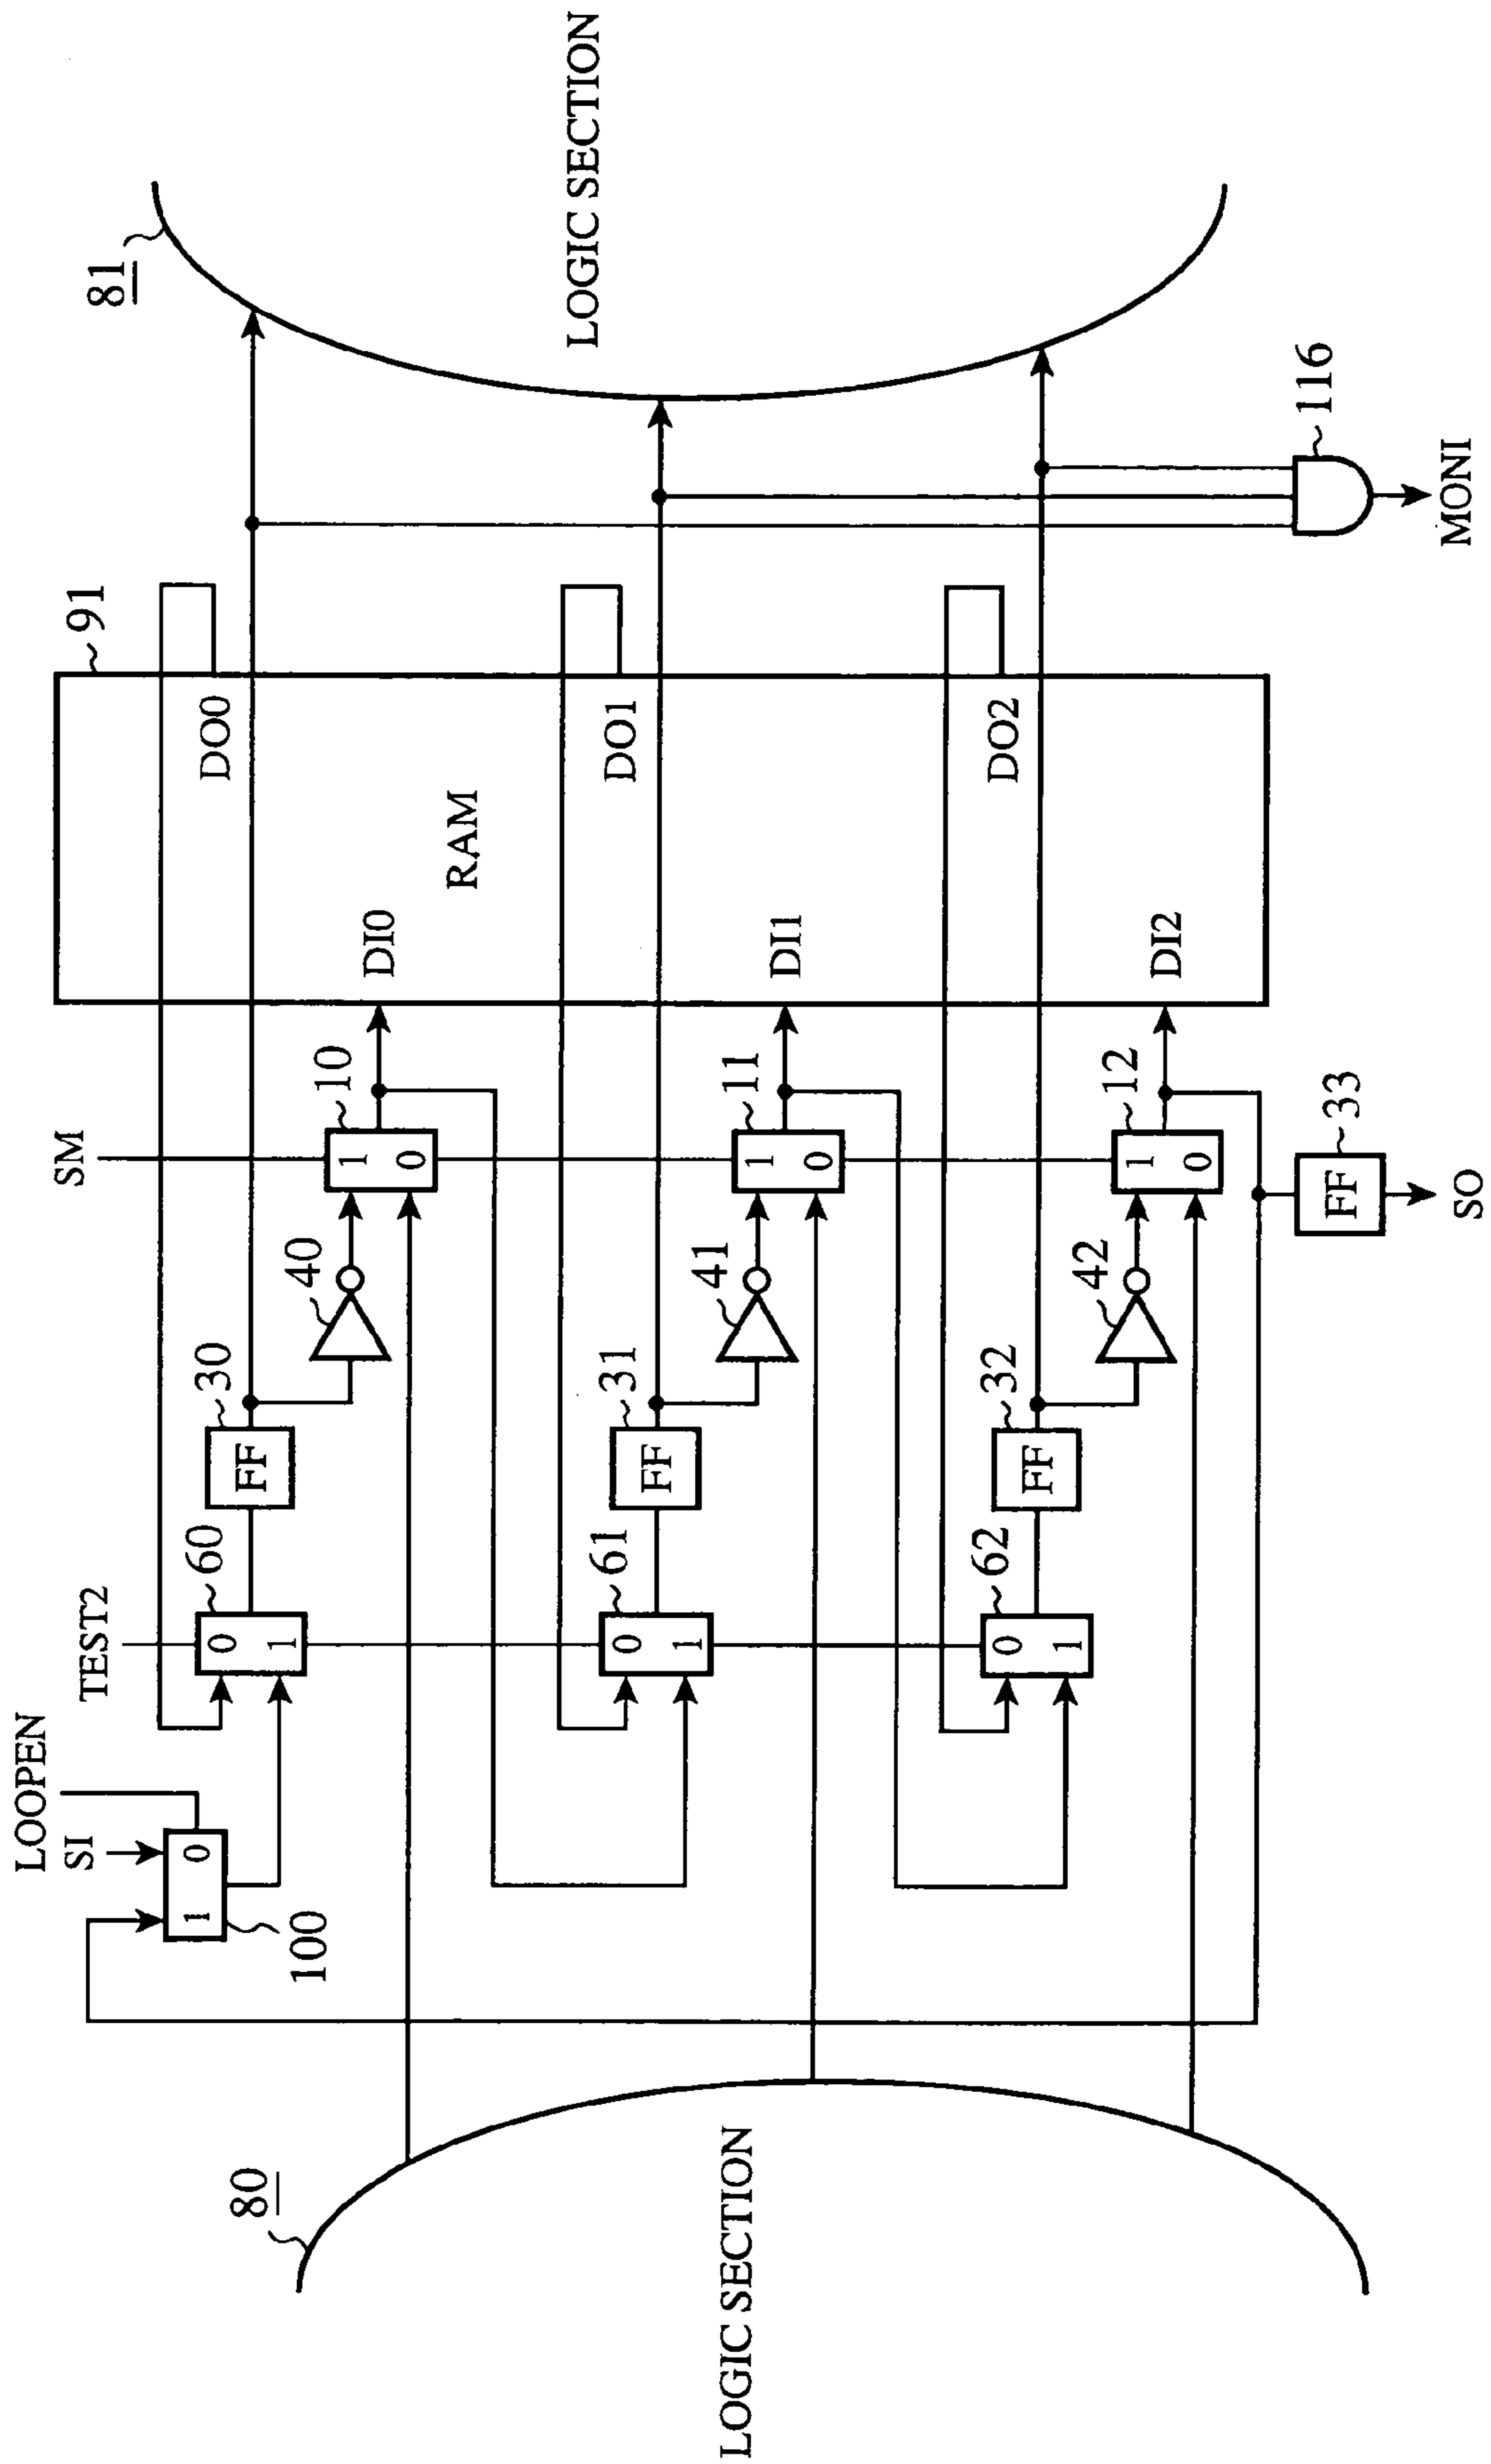 LOOPEN
SI
1 0
100
TEST2
0 1
60
FF
30
40
SM
1 0
10
DI0
DO0
91
RAM
81
LOGIC SECTION
0 1
61
FF
31
41
1 0
11
DI1
DO1
0 1
62
FF
32
42
1 0
12
DI2
DO2
80
LOGIC SECTION
FF
33
SO
116
MONI